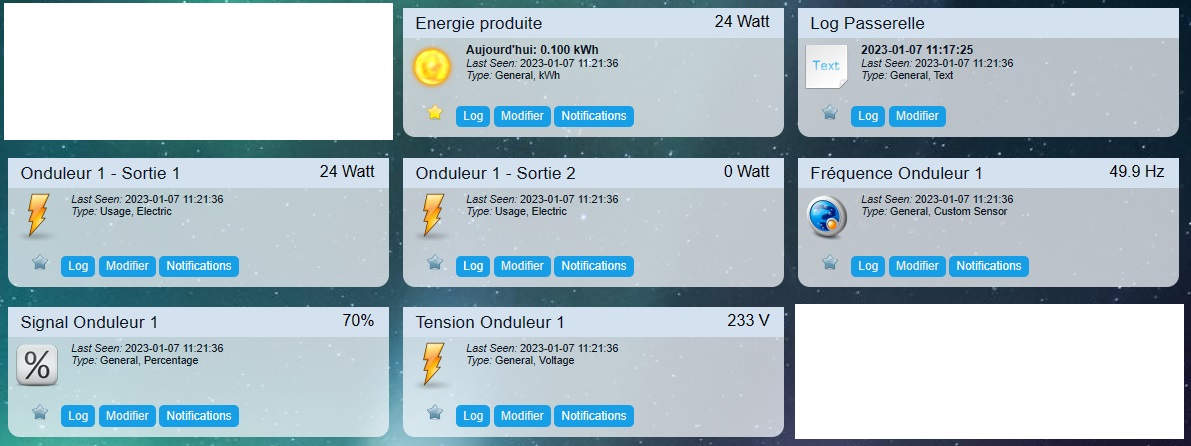 Energie produite 24 Watt
Aujourd'hui: 0.100 kWh
Last Seen: 2023-01-07 11:21:36
Type: General, kWh
Log Modifier Notifications
Log Passerelle
Text
2023-01-07 11:17:25
Last Seen: 2023-01-07 11:21:36
Type: General, Text
Log Modifier
Onduleur 1 - Sortie 1 24 Watt
Last Seen: 2023-01-07 11:21:36
Type: Usage, Electric
Log Modifier Notifications
Onduleur 1 - Sortie 2 0 Watt
Last Seen: 2023-01-07 11:21:36
Type: Usage, Electric
Log Modifier Notifications
Fréquence Onduleur 1 49.9 Hz
Last Seen: 2023-01-07 11:21:36
Type: General, Custom Sensor
Log Modifier Notifications
Signal Onduleur 1 70%
%
Last Seen: 2023-01-07 11:21:36
Type: General, Percentage
Log Modifier Notifications
Tension Onduleur 1 233 V
Last Seen: 2023-01-07 11:21:36
Type: General, Voltage
Log Modifier Notifications